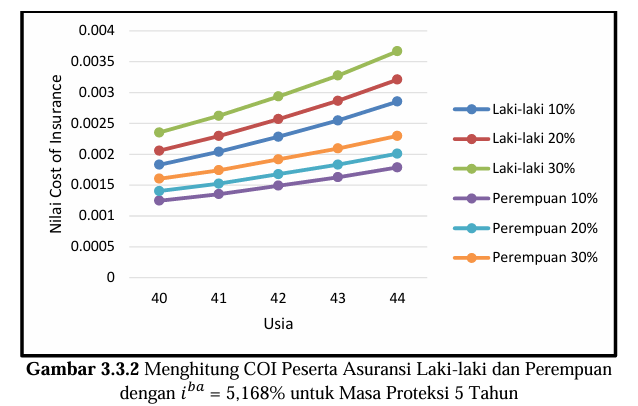 0.004
0.0035
0.003
0.0025
0.002
0.0015
0.001
0.0005
0
Nilai Cost of Insurance
40 41 42 43 44
Usia
Laki-laki 10%
Laki-laki 20%
Laki-laki 30%
Perempuan 10%
Perempuan 20%
Perempuan 30%
Gambar 3.3.2 Menghitung COI Peserta Asuransi Laki-laki dan Perempuan
dengan i^{ba} = 5,168% untuk Masa Proteksi 5 Tahun